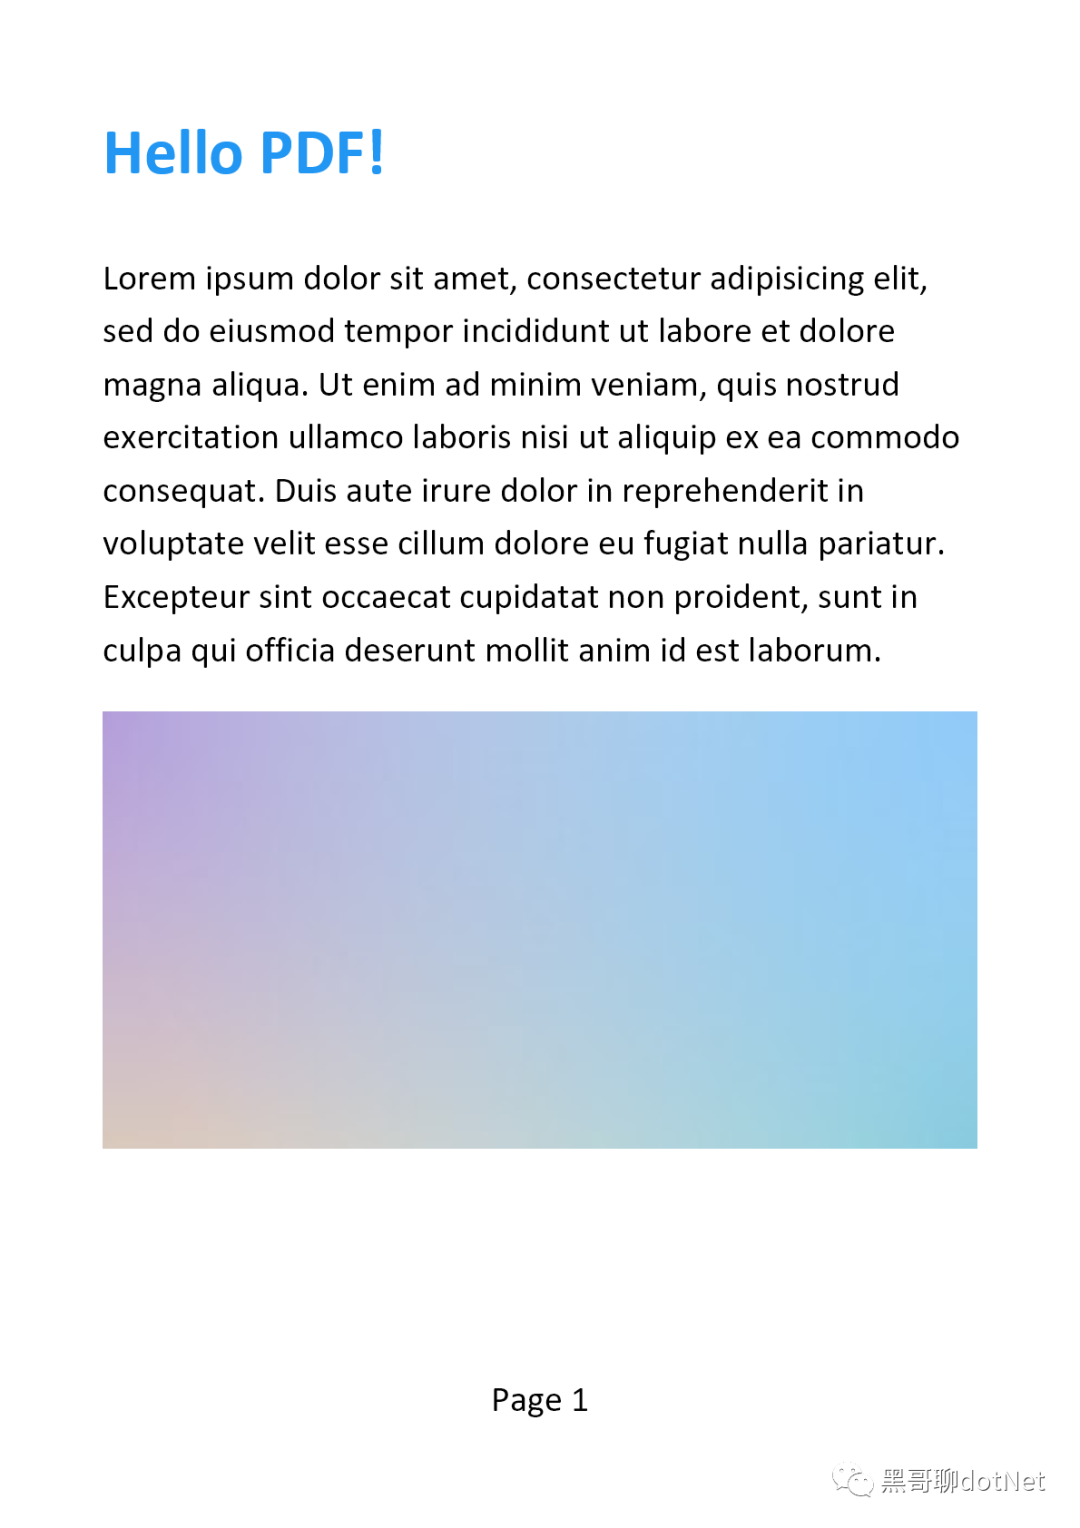 Hello PDF!
Lorem ipsum dolor sit amet, consectetur adipisicing elit,
sed do eiusmod tempor incididunt ut labore et dolore
magna aliqua. Ut enim ad minim veniam, quis nostrud
exercitation ullamco laboris nisi ut aliquip ex ea commodo
consequat. Duis aute irure dolor in reprehenderit in
voluptate velit esse cillum dolore eu fugiat nulla pariatur.
Excepteur sint occaecat cupidatat non proident, sunt in
culpa qui officia deserunt mollit anim id est laborum.
Page 1
黑哥聊dotNet